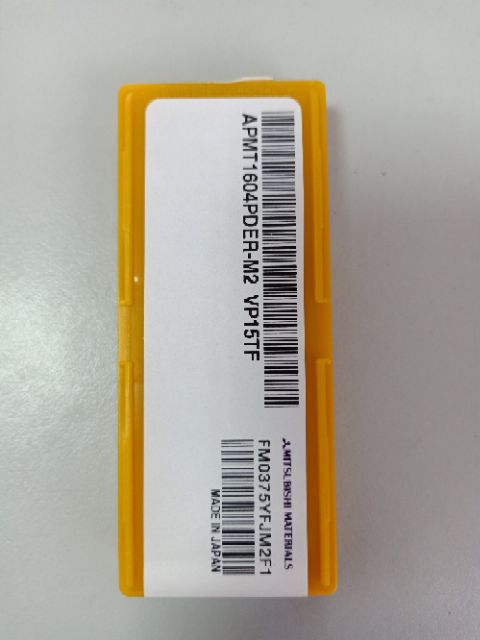 APMT1604PDER-M2 VP15TF
MITSUBISHI MATERIALS
FM0375YFJM2F1
MADE IN JAPAN